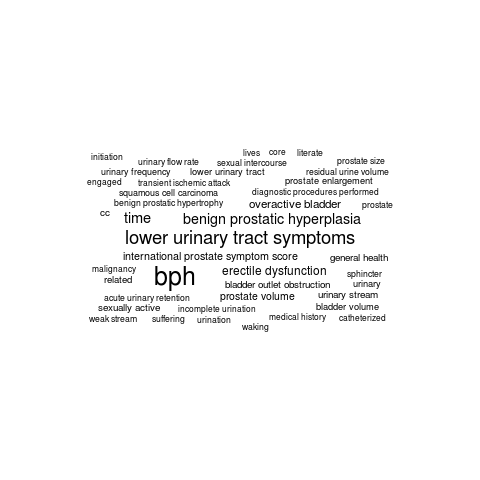 lives core literate
initiation
urinary flow rate sexual intercourse prostate size
urinary frequency lower urinary tract residual urine volume
engaged transient ischemic attack prostate enlargement
squamous cell carcinoma diagnostic procedures performed
benign prostatic hypertrophy overactive bladder prostate
cc time benign prostatic hyperplasia
lower urinary tract symptoms
international prostate symptom score general health
malignancy bph erectile dysfunction sphincter
related bladder outlet obstruction urinary
acute urinary retention prostate volume urinary stream
sexually active incomplete urination bladder volume
weak stream suffering urination medical history catheterized
waking